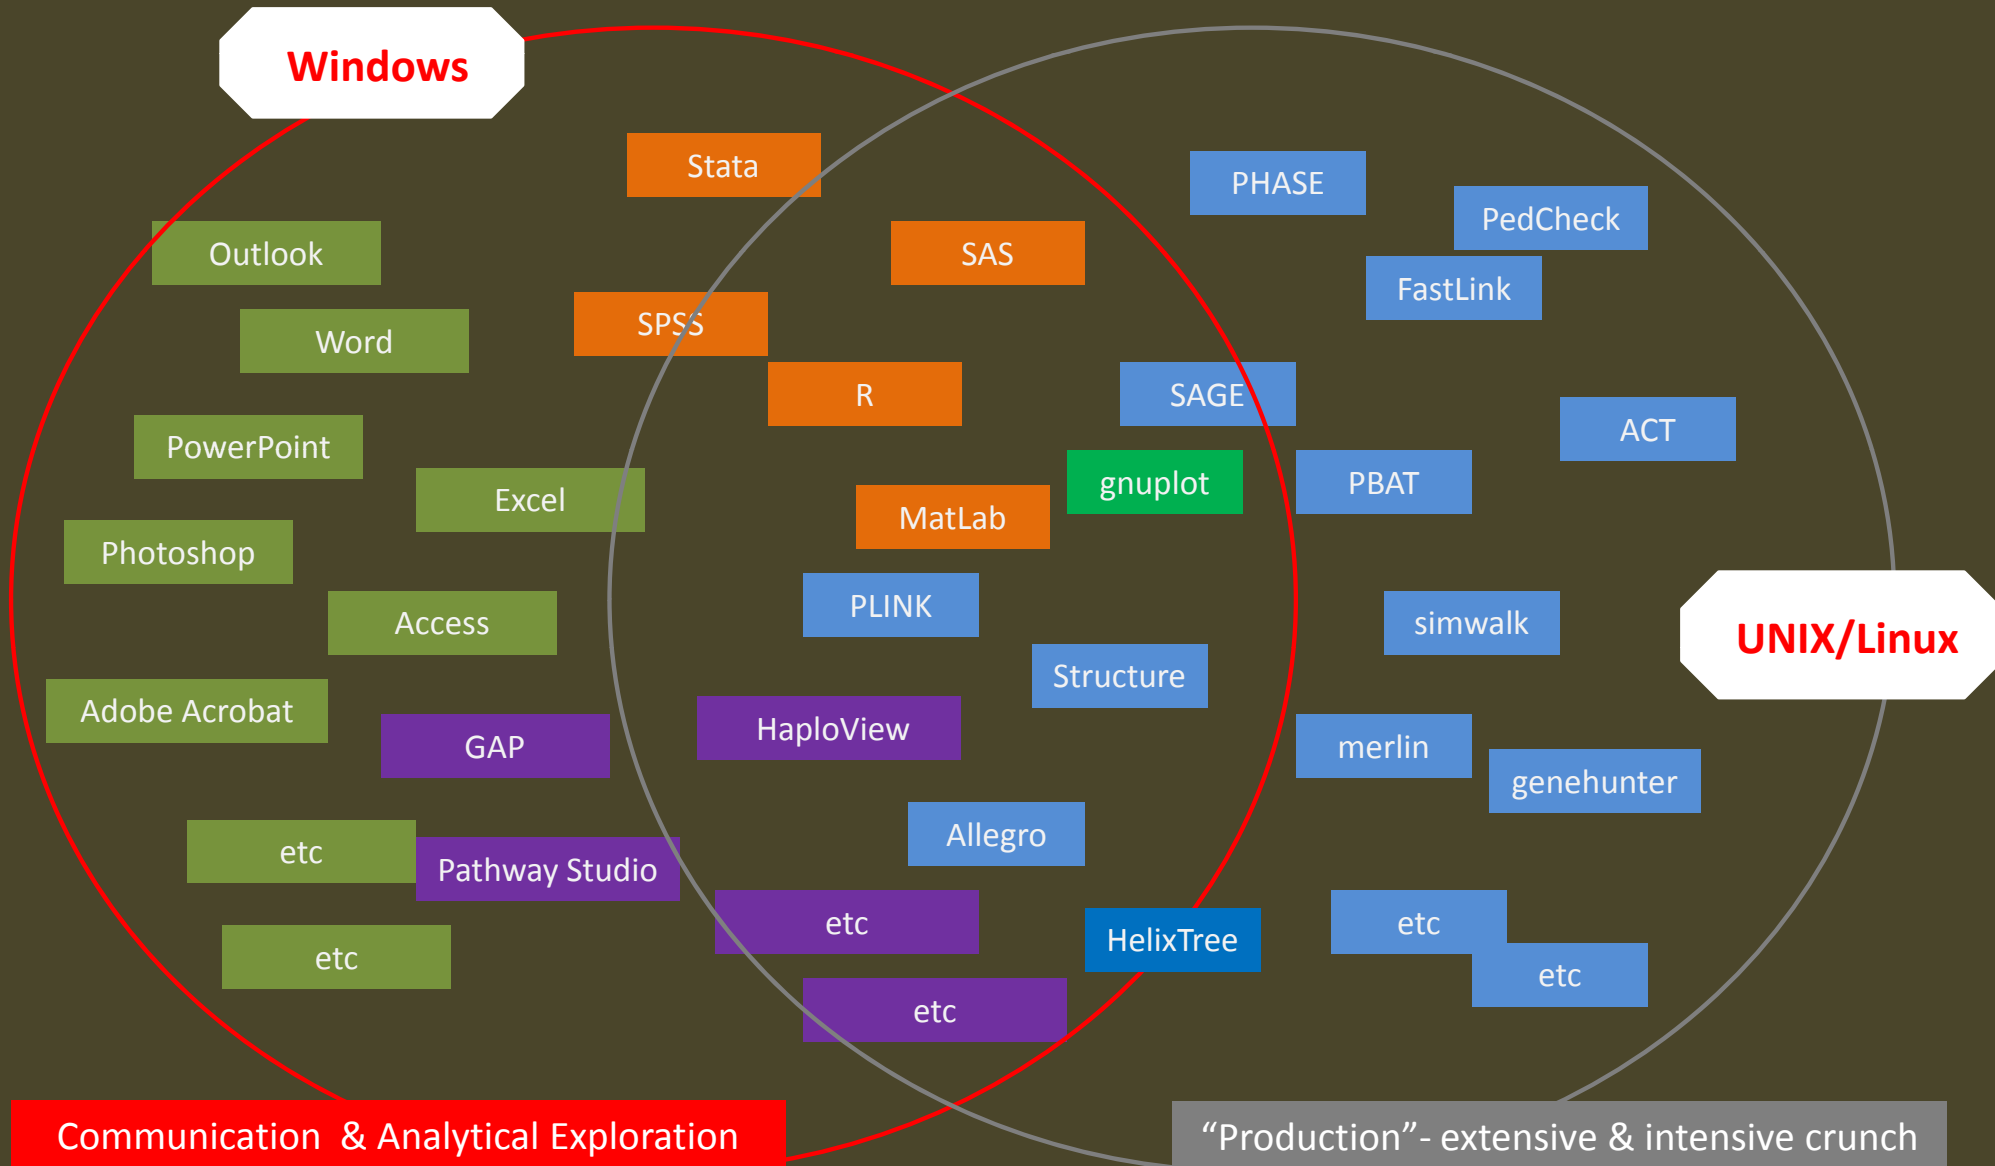 Windows
Stata
PHASE
PedCheck
Outlook
SAS
FastLink
SPSS
Word
R
SAGE
ACT
PowerPoint
gnuplot
PBAT
Excel
MatLab
Photoshop
PLINK
Access
simwalk
UNIX/Linux
Structure
Adobe Acrobat
HaploView
GAP
merlin
genehunter
Allegro
etc
Pathway Studio
etc
etc
HelixTree
etc
etc
etc
Communication & Analytical Exploration
“Production”- extensive & intensive crunch